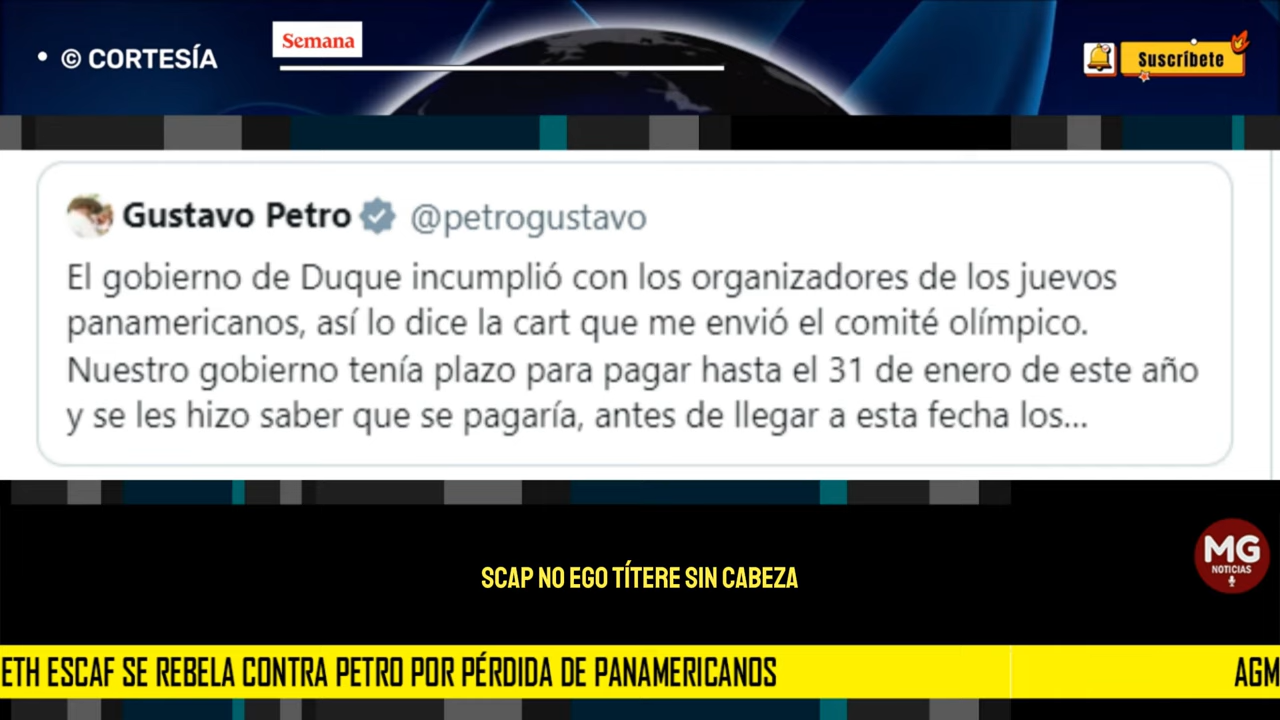 • © CORTESÍA
Semana
Suscríbete
Gustavo Petro @petrogustavo
El gobierno de Duque incumplió con los organizadores de los juevos
panamericanos, así lo dice la cart que me envió el comité olímpico.
Nuestro gobierno tenía plazo para pagar hasta el 31 de enero de este año
y se les hizo saber que se pagaría, antes de llegar a esta fecha los...
SCAP NO EGO TÍTERE SIN CABEZA
MG
NOTICIAS
ETH ESCAF SE REBELA CONTRA PETRO POR PÉRDIDA DE PANAMERICANOS
AGM